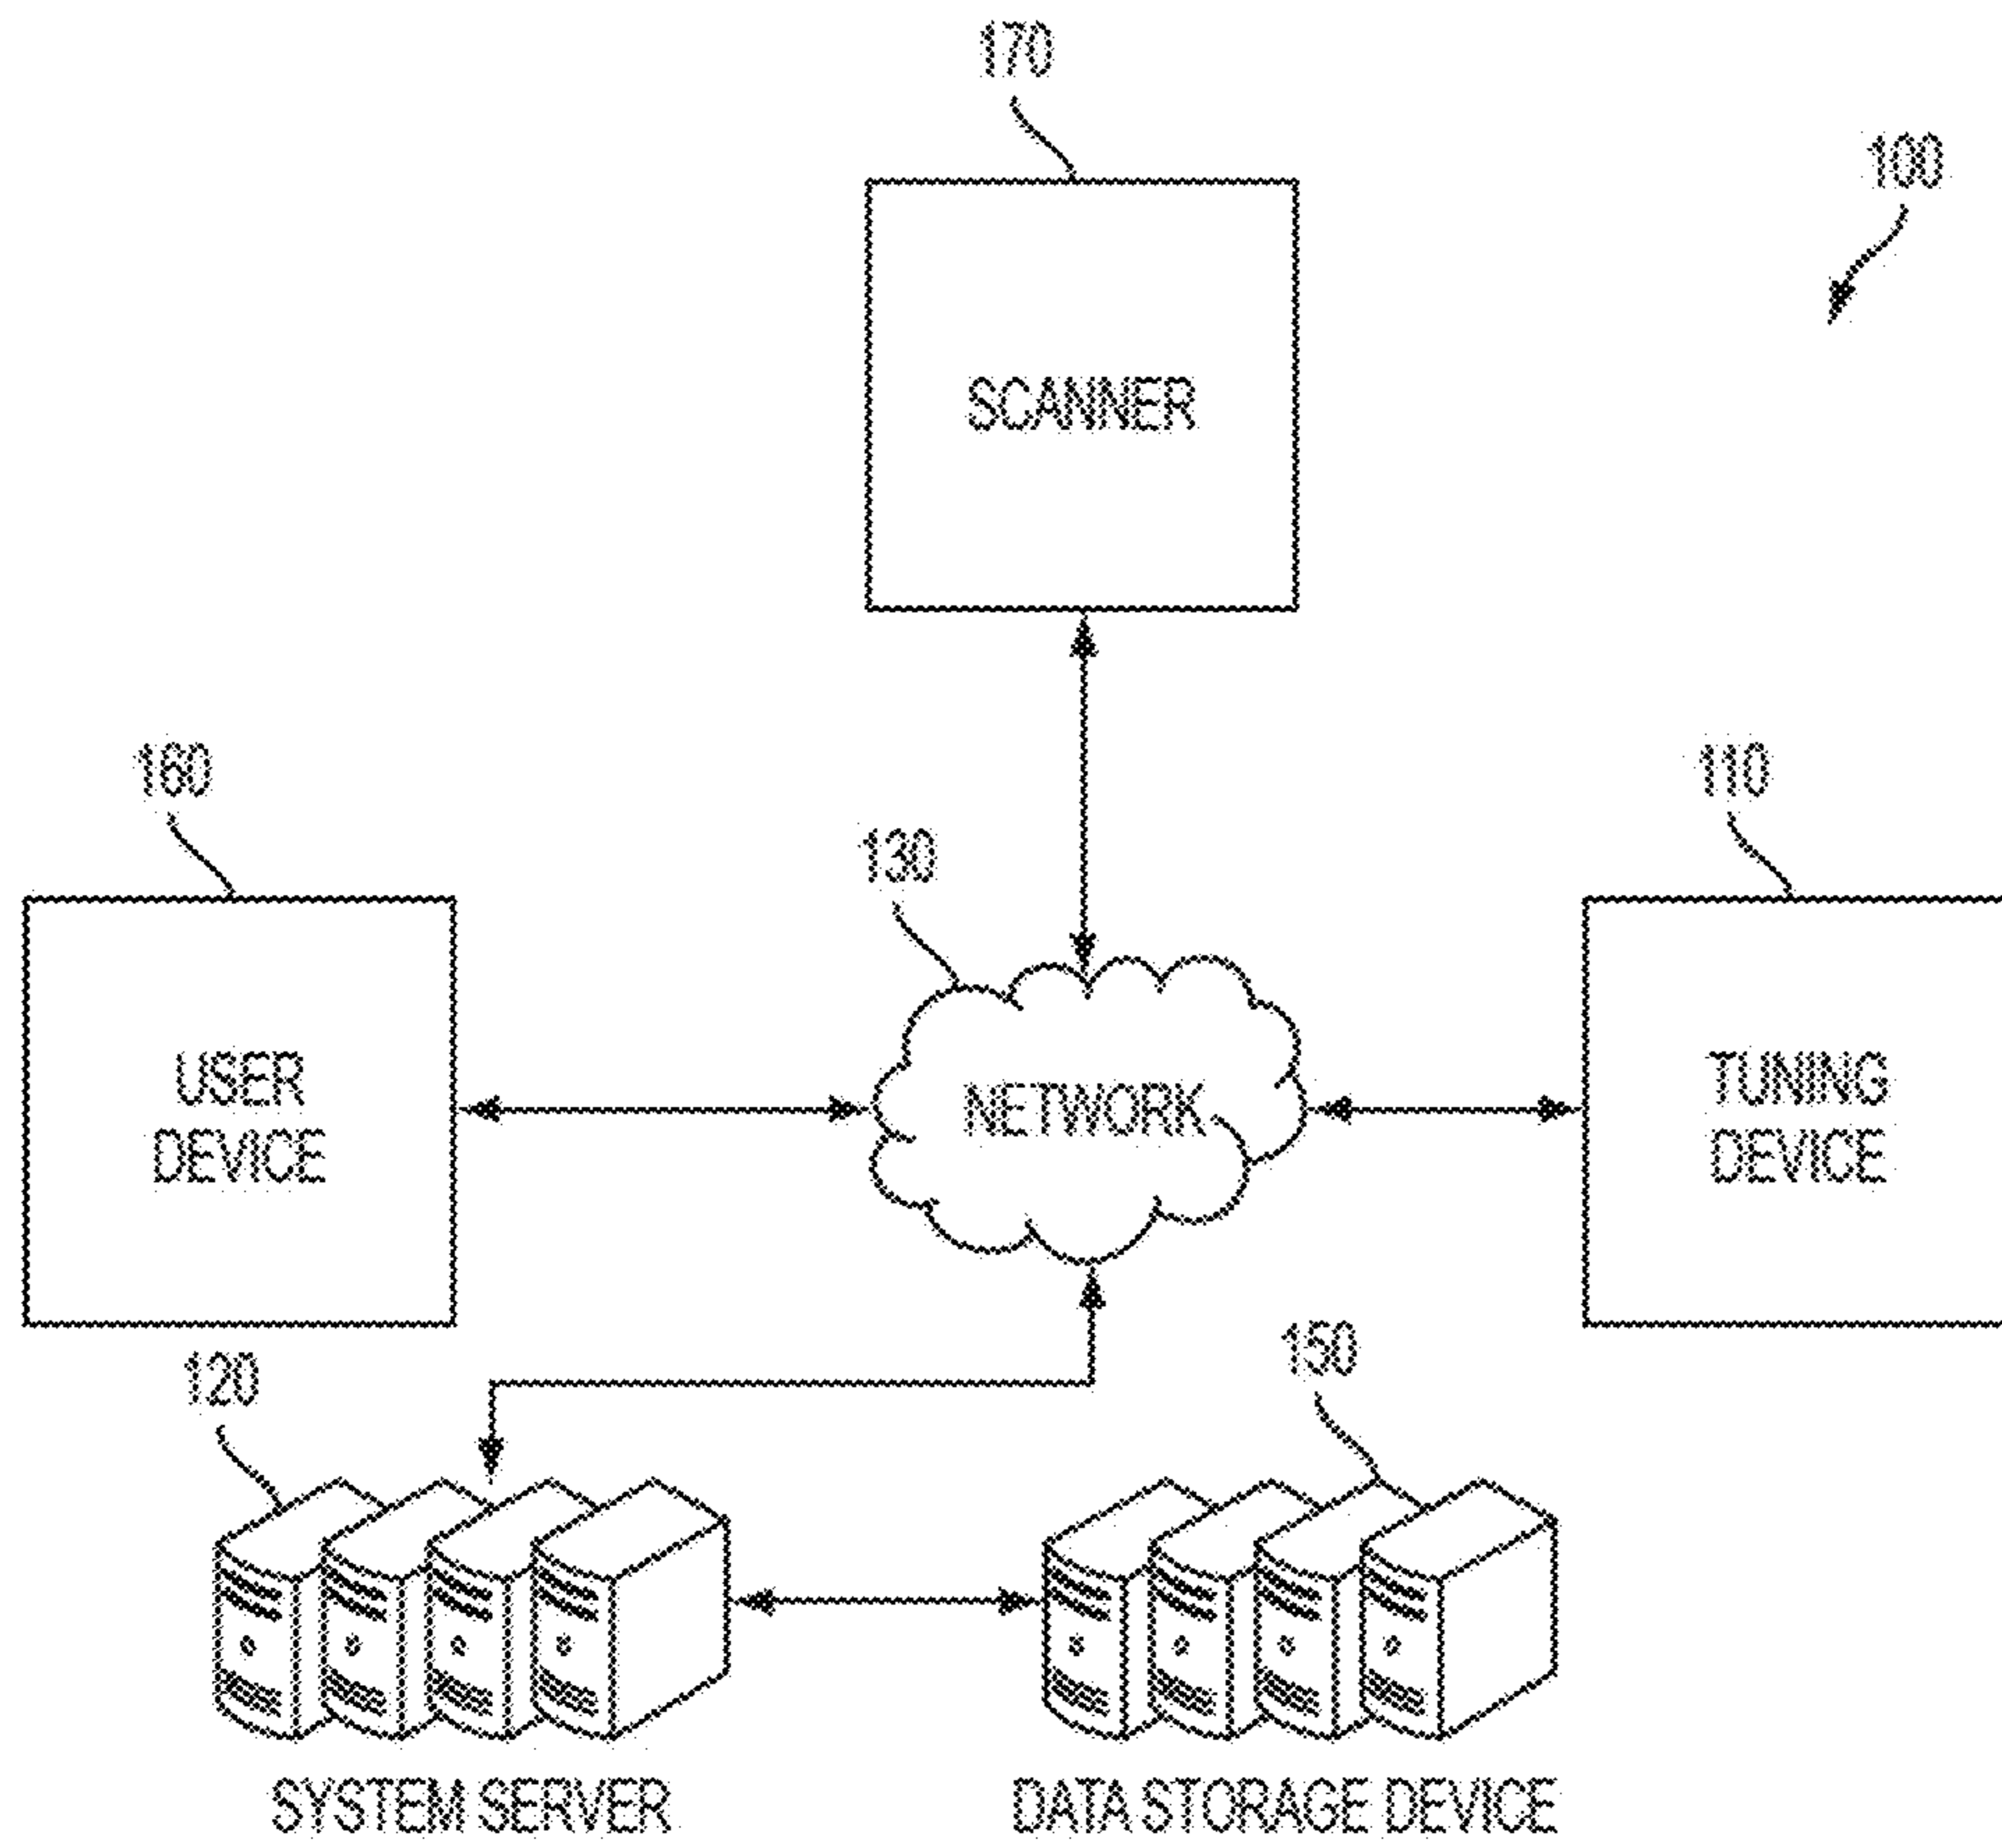 170
100
SCANNER
160
110
130
USER
DEVICE
NETWORK
TUNING
DEVICE
120
150
SYSTEM SERVER
DATA STORAGE DEVICE